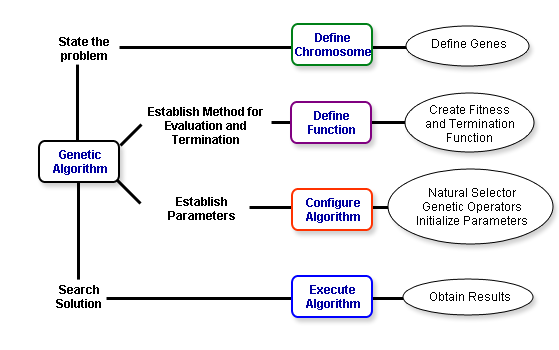 State the
problem
Define
Chromosome
Define Genes
Establish Method for
Evaluation and
Termination
Define
Function
Create Fitness
and Termination
Function
Genetic
Algorithm
Establish
Parameters
Configure
Algorithm
Natural Selector
Genetic Operators
Initialize Parameters
Search
Solution
Execute
Algorithm
Obtain Results